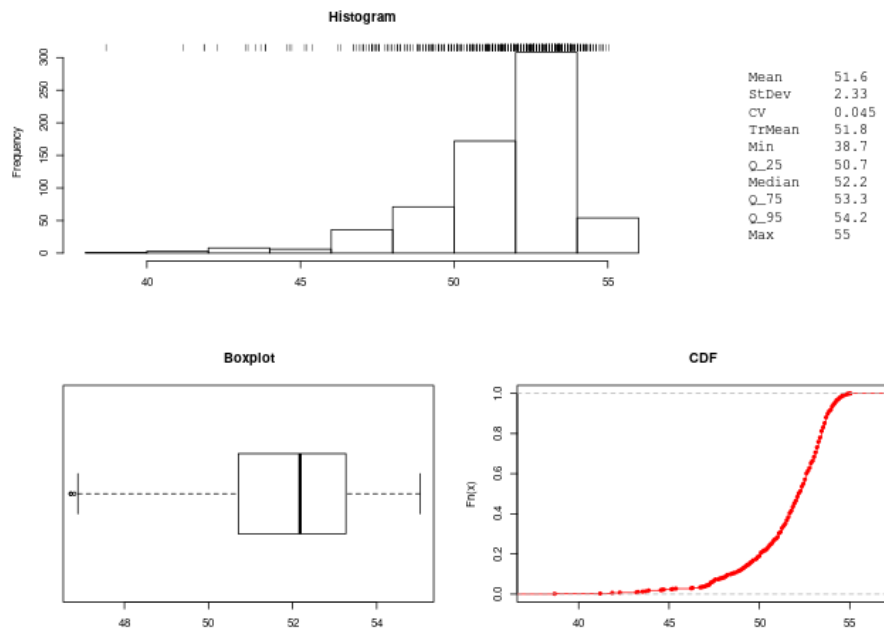 Histogram
Frequency
300
250
200
150
100
50
0
40 45 50 55
Mean 51.6
StDev 2.33
CV 0.045
TrMean 51.8
Min 38.7
Q_25 50.7
Median 52.2
Q_75 53.3
Q_95 54.2
Max 55
Boxplot
48 50 52 54
CDF
Fn(x)
1.0
0.8
0.6
0.4
0.2
0.0
40 45 50 55